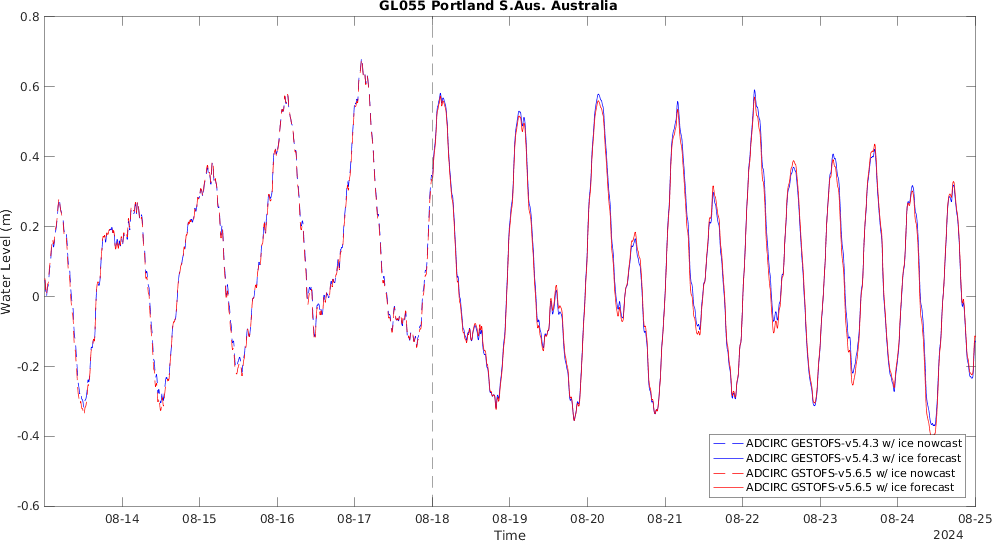 GL055 Portland S.Aus. Australia
0.8
0.6
0.4
0.2
0
-0.2
-0.4
-0.6
Water Level (m)
ADCIRC GESTOFS-v5.4.3 w/ ice nowcast
ADCIRC GESTOFS-v5.4.3 w/ ice forecast
ADCIRC GSTOFS-v5.6.5 w/ ice nowcast
ADCIRC GSTOFS-v5.6.5 w/ ice forecast
08-14 08-15 08-16 08-17 08-18 08-19 08-20 08-21 08-22 08-23 08-24 08-25
Time
2024